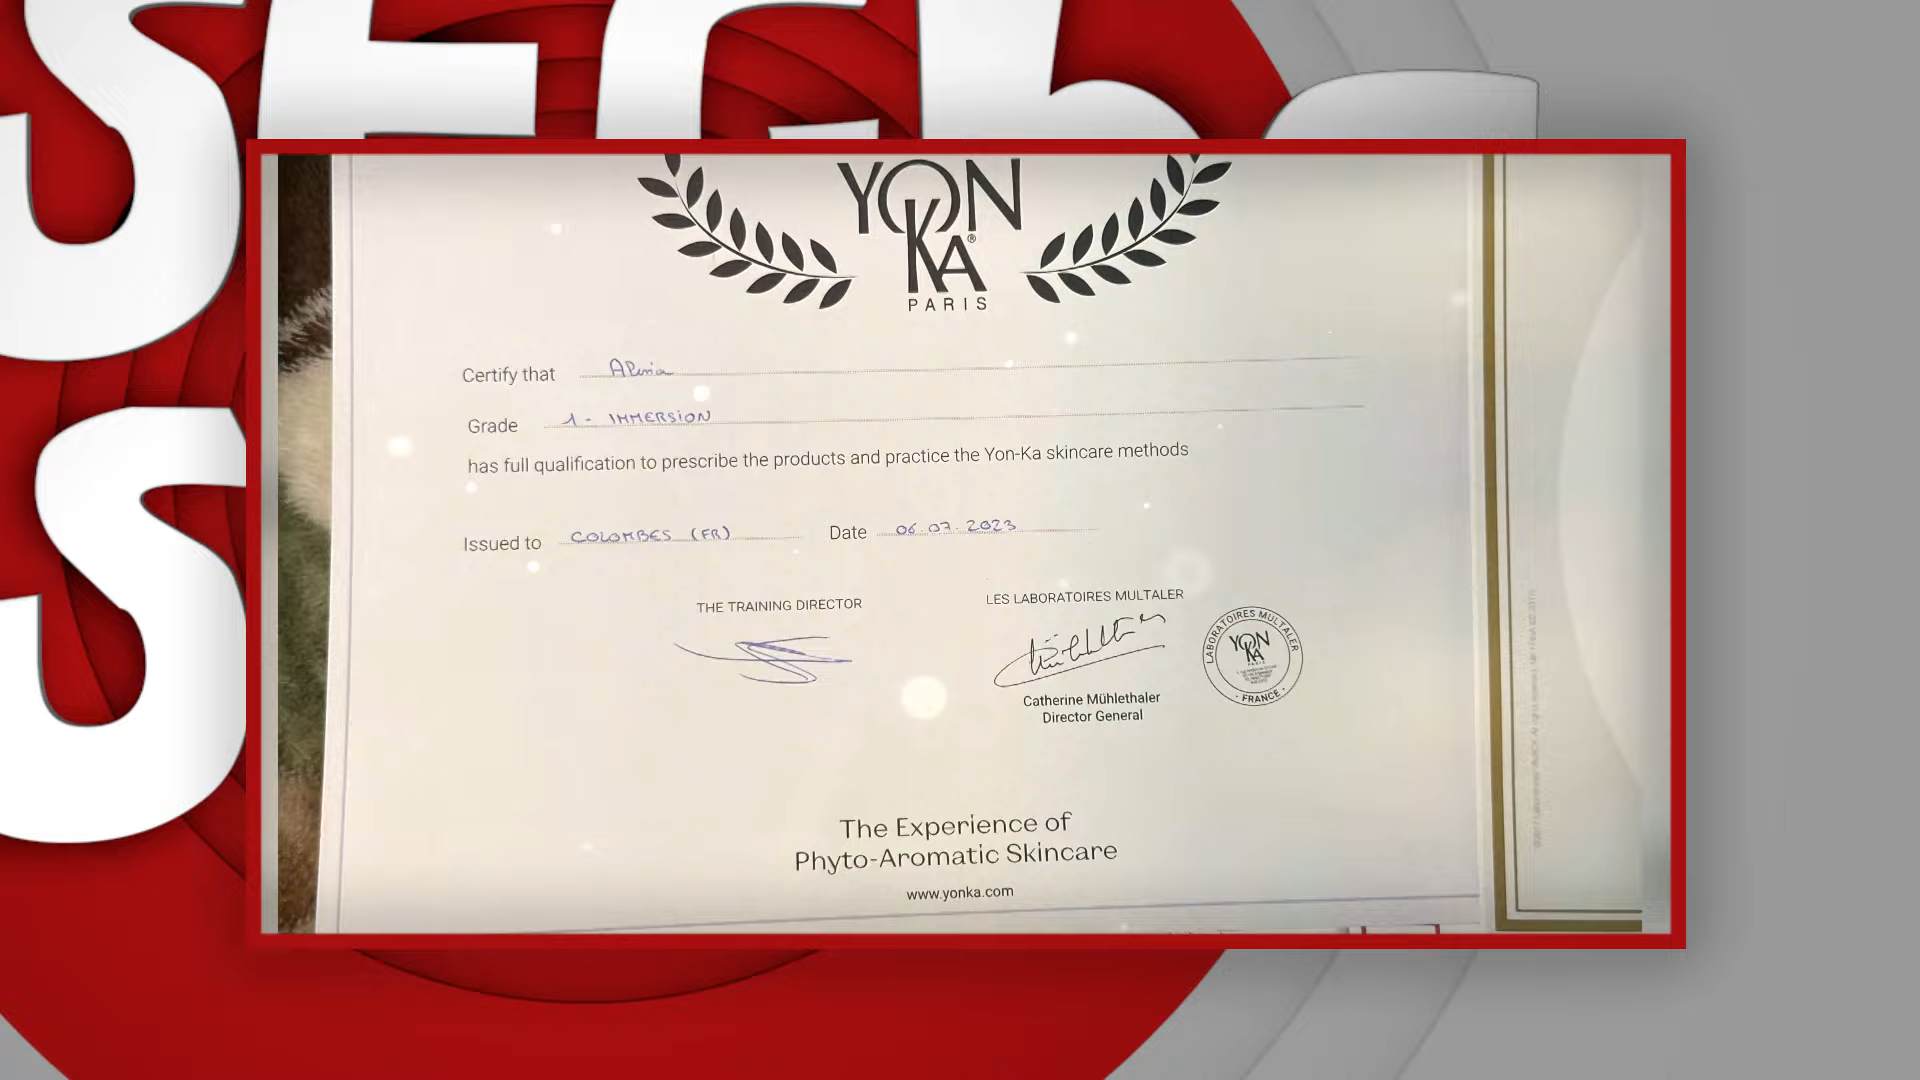 YON
KA®
PARIS
Certify that
Grade 1 - IMMERSION
has full qualification to prescribe the products and practice the Yon-Ka skincare methods
Issued to COLOMBES (FR) Date 06.07.2023
THE TRAINING DIRECTOR
LES LABORATOIRES MULTALER
LABORATOIRES MULTALER
YON
KA
PARIS
FRANCE
Catherine Mühlethaler
Director General
The Experience of
Phyto-Aromatic Skincare
www.yonka.com